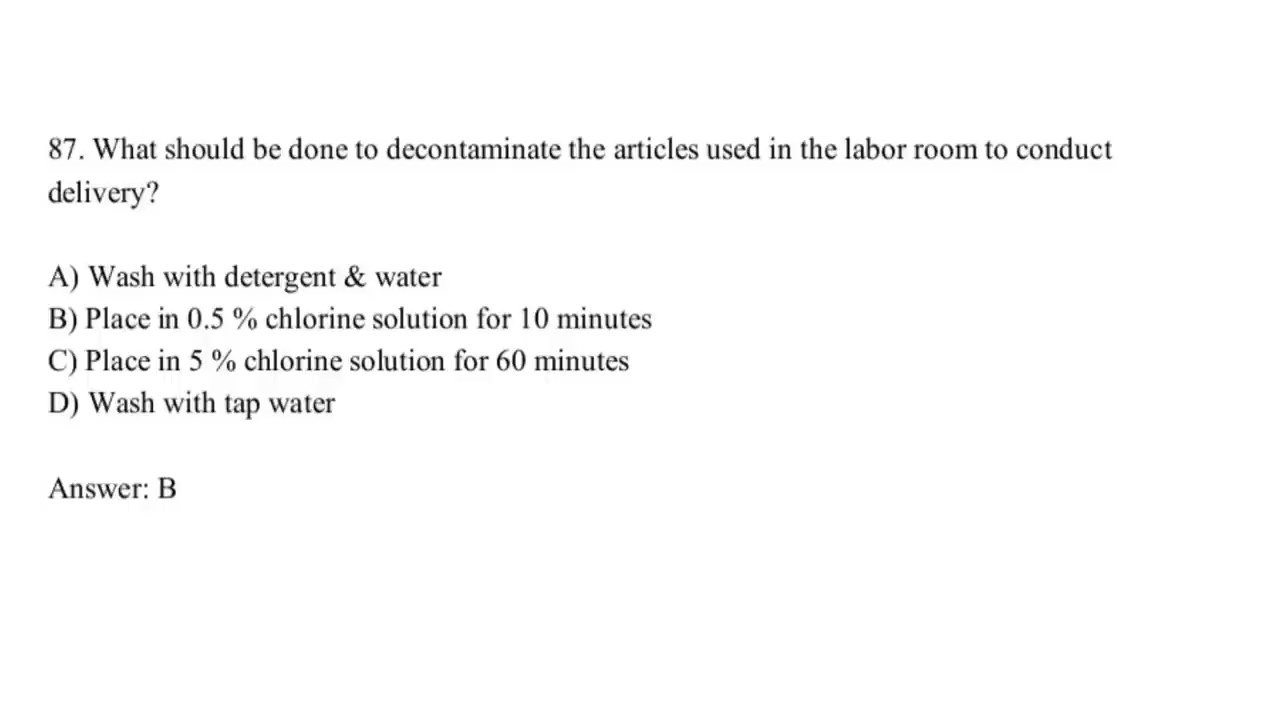 87. What should be done to decontaminate the articles used in the labor room to conduct
delivery?
A) Wash with detergent & water
B) Place in 0.5 % chlorine solution for 10 minutes
C) Place in 5 % chlorine solution for 60 minutes
D) Wash with tap water
Answer: B